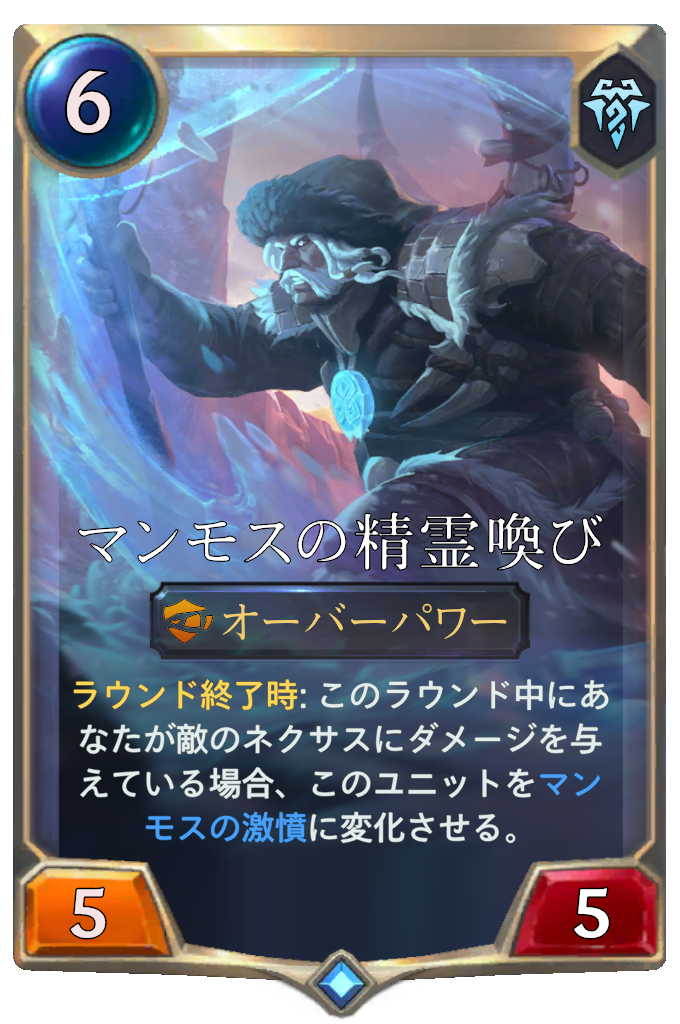 6
マンモスの精霊喚び
オーバーパワー
ラウンド終了時: このラウンド中にあ
なたが敵のネクサスにダメージを与
えている場合、このユニットをマン
モスの激憤に変化させる。
5 5